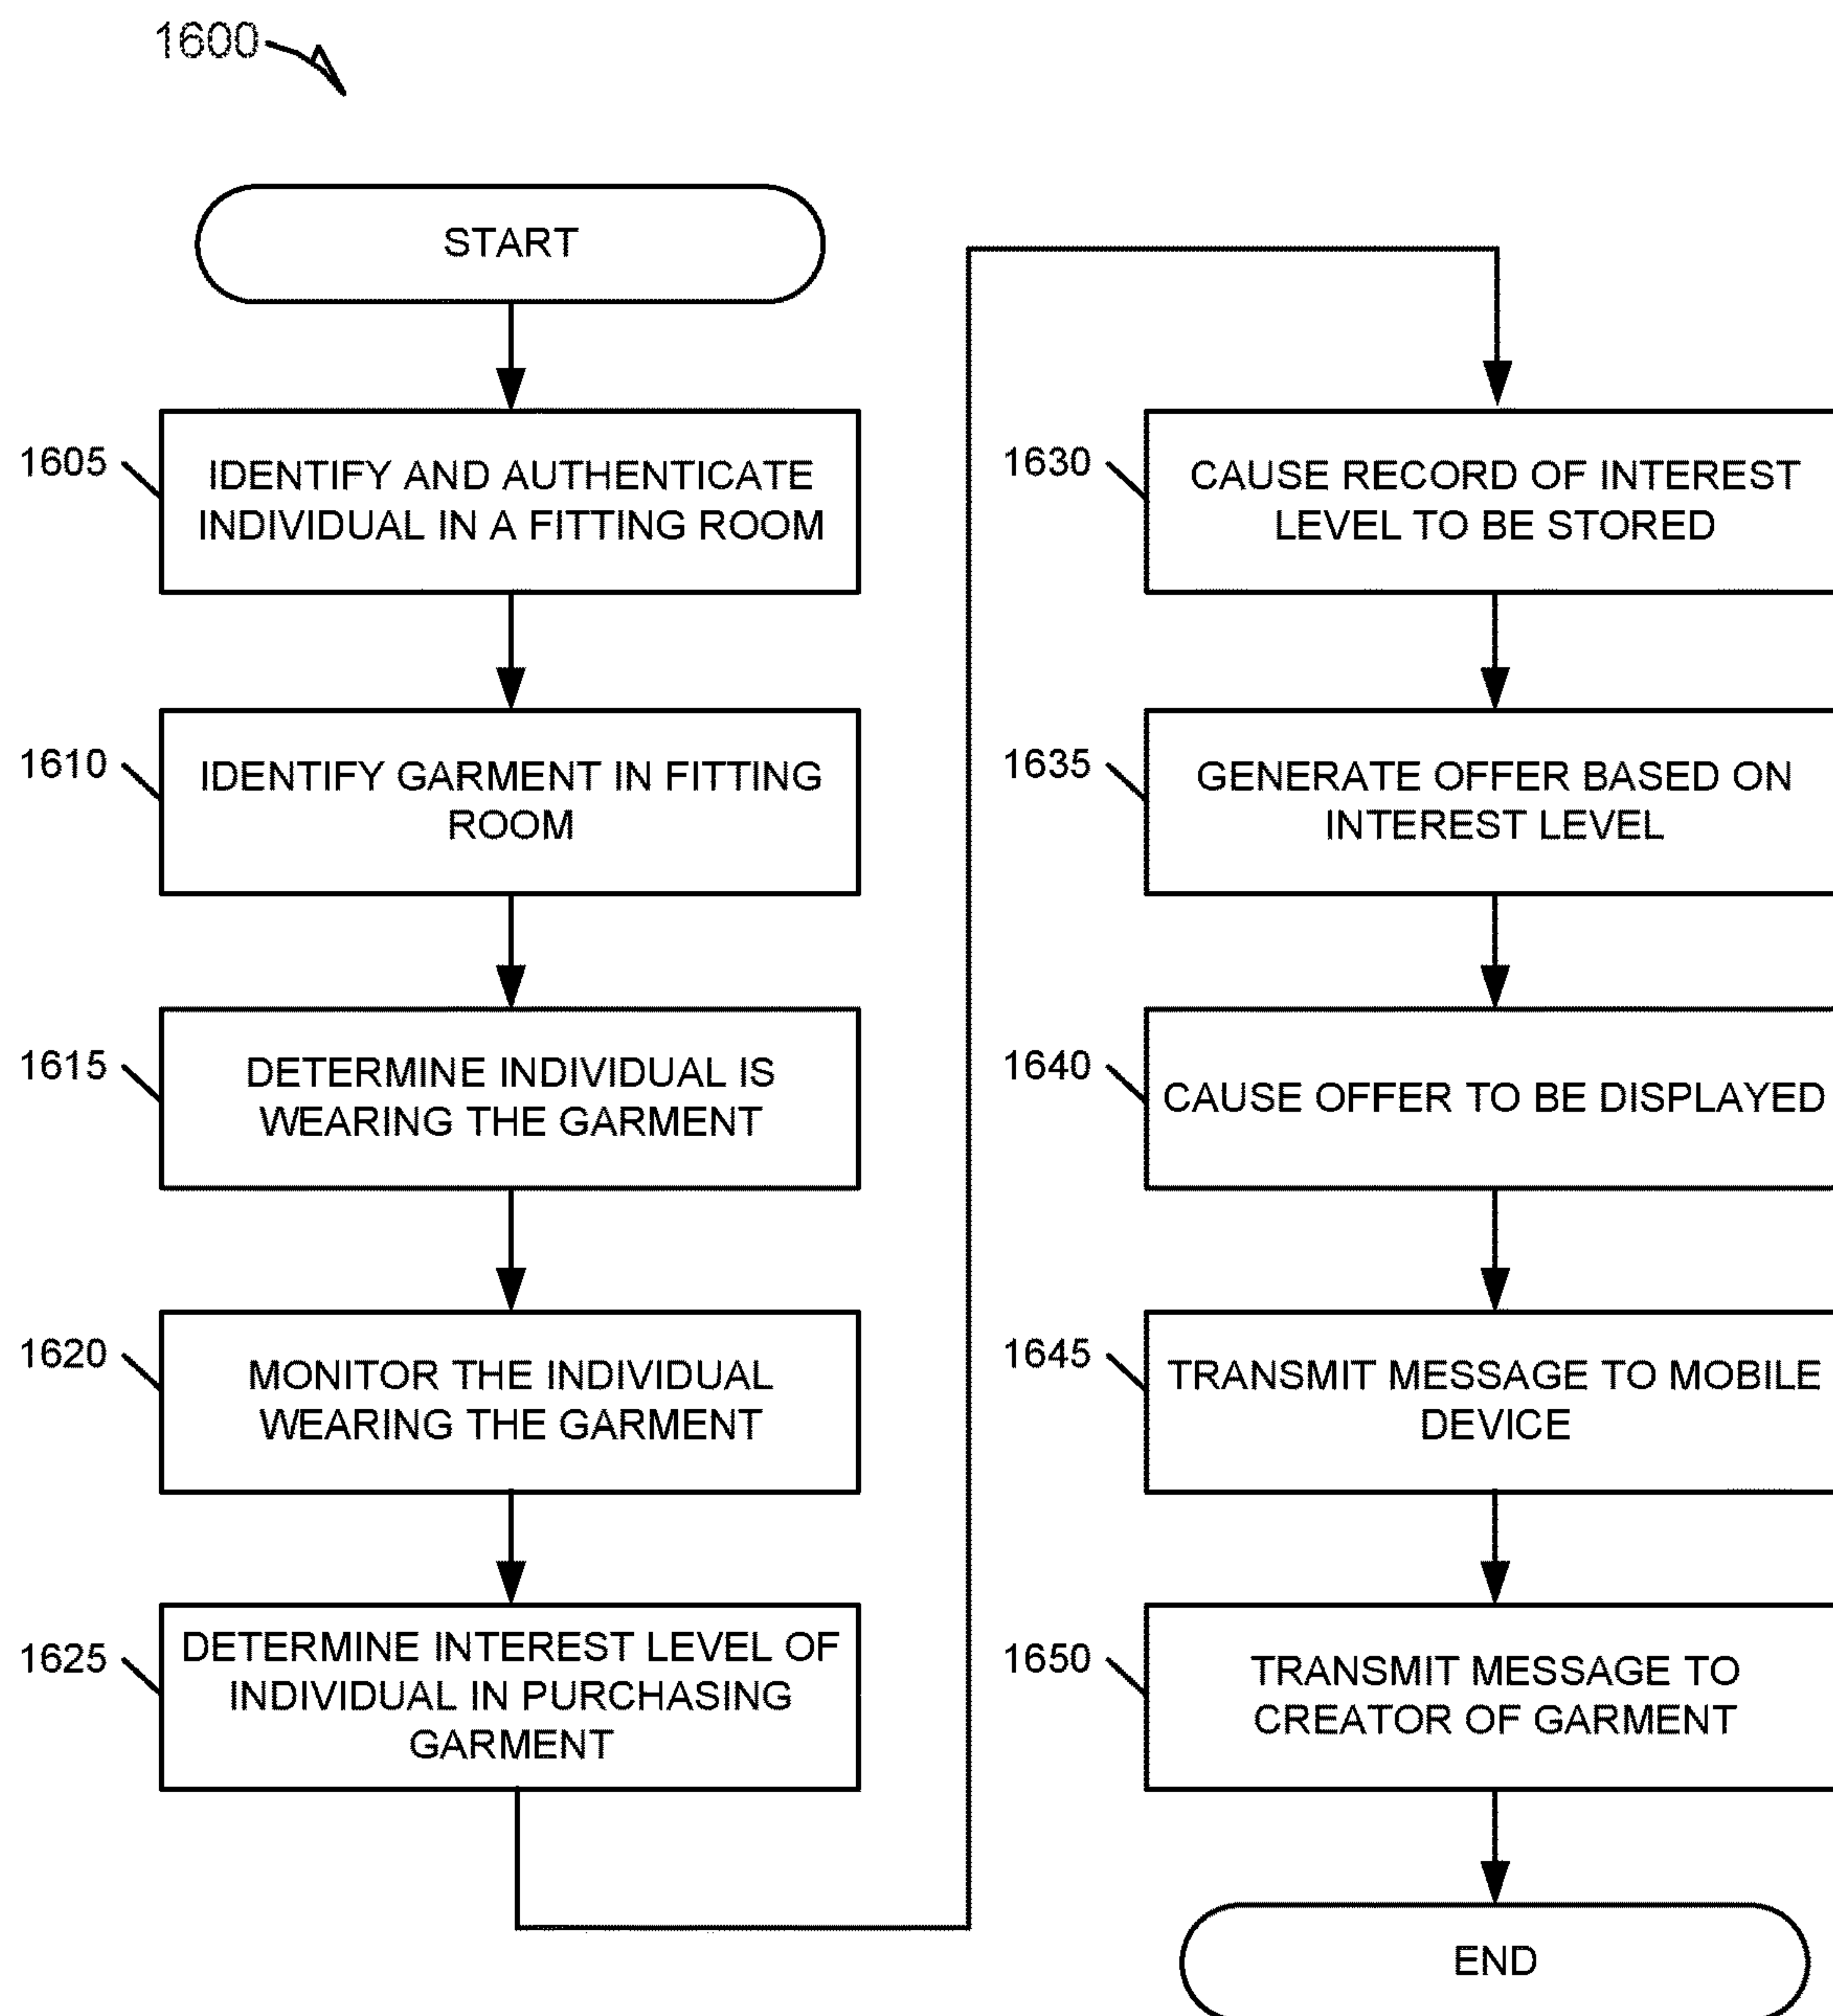 1600
START
1605
IDENTIFY AND AUTHENTICATE
INDIVIDUAL IN A FITTING ROOM
1610
IDENTIFY GARMENT IN FITTING
ROOM
1615
DETERMINE INDIVIDUAL IS
WEARING THE GARMENT
1620
MONITOR THE INDIVIDUAL
WEARING THE GARMENT
1625
DETERMINE INTEREST LEVEL OF
INDIVIDUAL IN PURCHASING
GARMENT
1630
CAUSE RECORD OF INTEREST
LEVEL TO BE STORED
1635
GENERATE OFFER BASED ON
INTEREST LEVEL
1640
CAUSE OFFER TO BE DISPLAYED
1645
TRANSMIT MESSAGE TO MOBILE
DEVICE
1650
TRANSMIT MESSAGE TO
CREATOR OF GARMENT
END